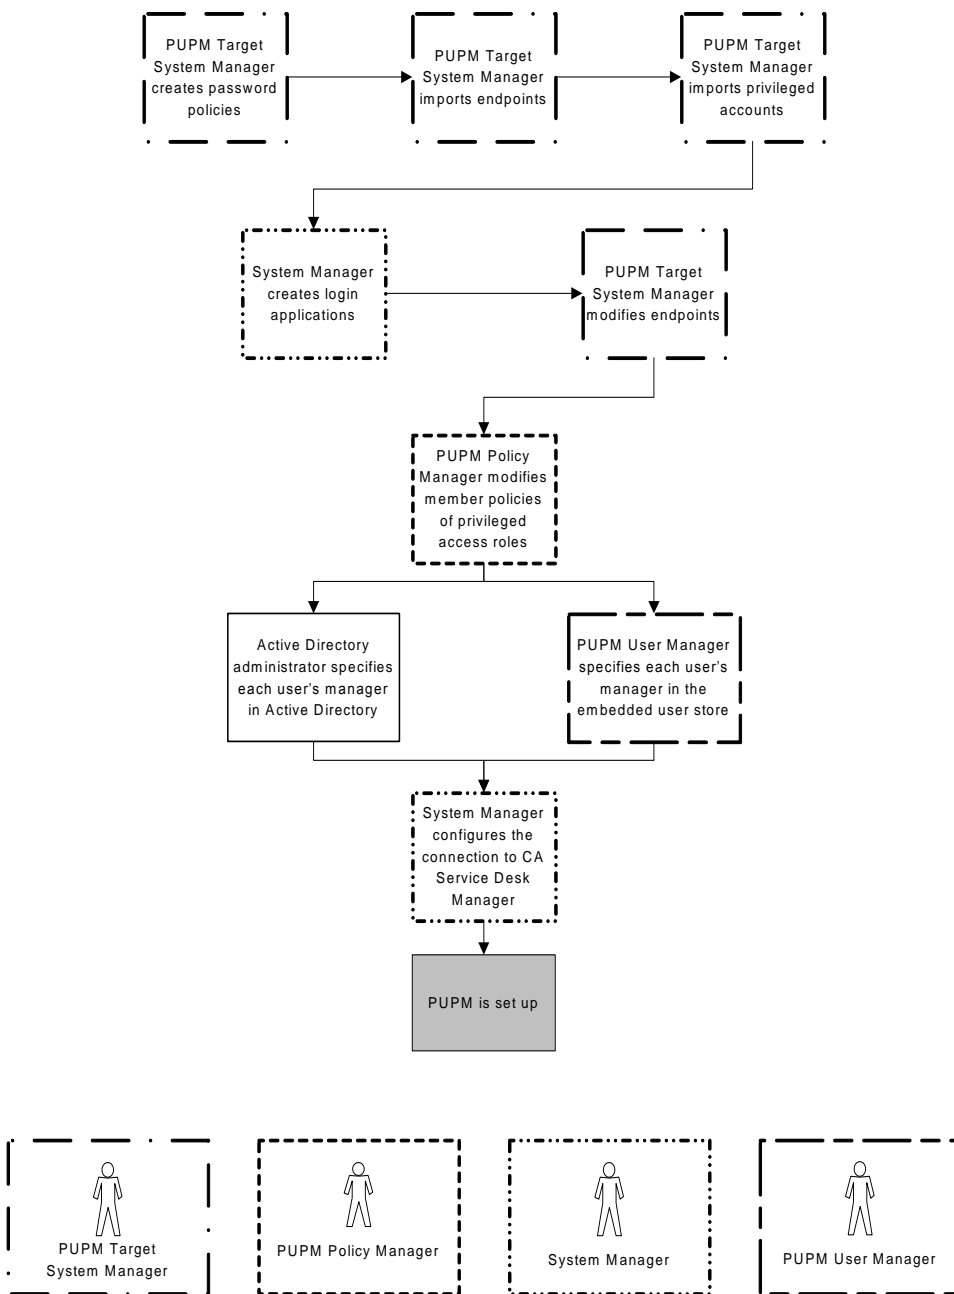 PUPM Target
System Manager
creates password
policies
PUPM Target
System Manager
imports endpoints
PUPM Target
System Manager
imports privileged
accounts
System Manager
creates login
applications
PUPM Target
System Manager
modifies endpoints
PUPM Policy
Manager modifies
member policies
of privileged
access roles
Active Directory
administrator specifies
each user's manager
in Active Directory
PUPM User Manager
specifies each user's
manager in the
embedded user store
System Manager
configures the
connection to CA
Service Desk
Manager
PUPM is set up
PUPM Target
System Manager
PUPM Policy Manager
System Manager
PUPM User Manager